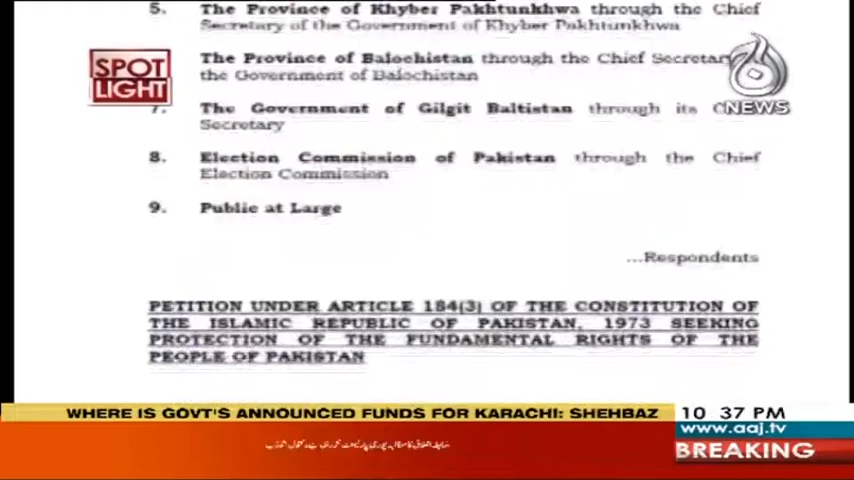 5. The Province of Khyber Pakhtunkhwa through the Chief
Secretary of the Government of Khyber Pakhtunkhwa
The Province of Balochistan through the Chief Secretary
the Government of Balochistan
SPOT
LIGHT
NEWS
7. The Government of Gilgit Baltistan through its
Secretary
8. Election Commission of Pakistan through the Chief
Election Commission
9. Public at Large
...Respondents
PETITION UNDER ARTICLE 184(3) OF THE CONSTITUTION OF
THE ISLAMIC REPUBLIC OF PAKISTAN, 1973 SEEKING
PROTECTION OF THE FUNDAMENTAL RIGHTS OF THE
PEOPLE OF PAKISTAN
WHERE IS GOVT'S ANNOUNCED FUNDS FOR KARACHI: SHEHBAZ
10 37 PM
www.aaj.tv
BREAKING